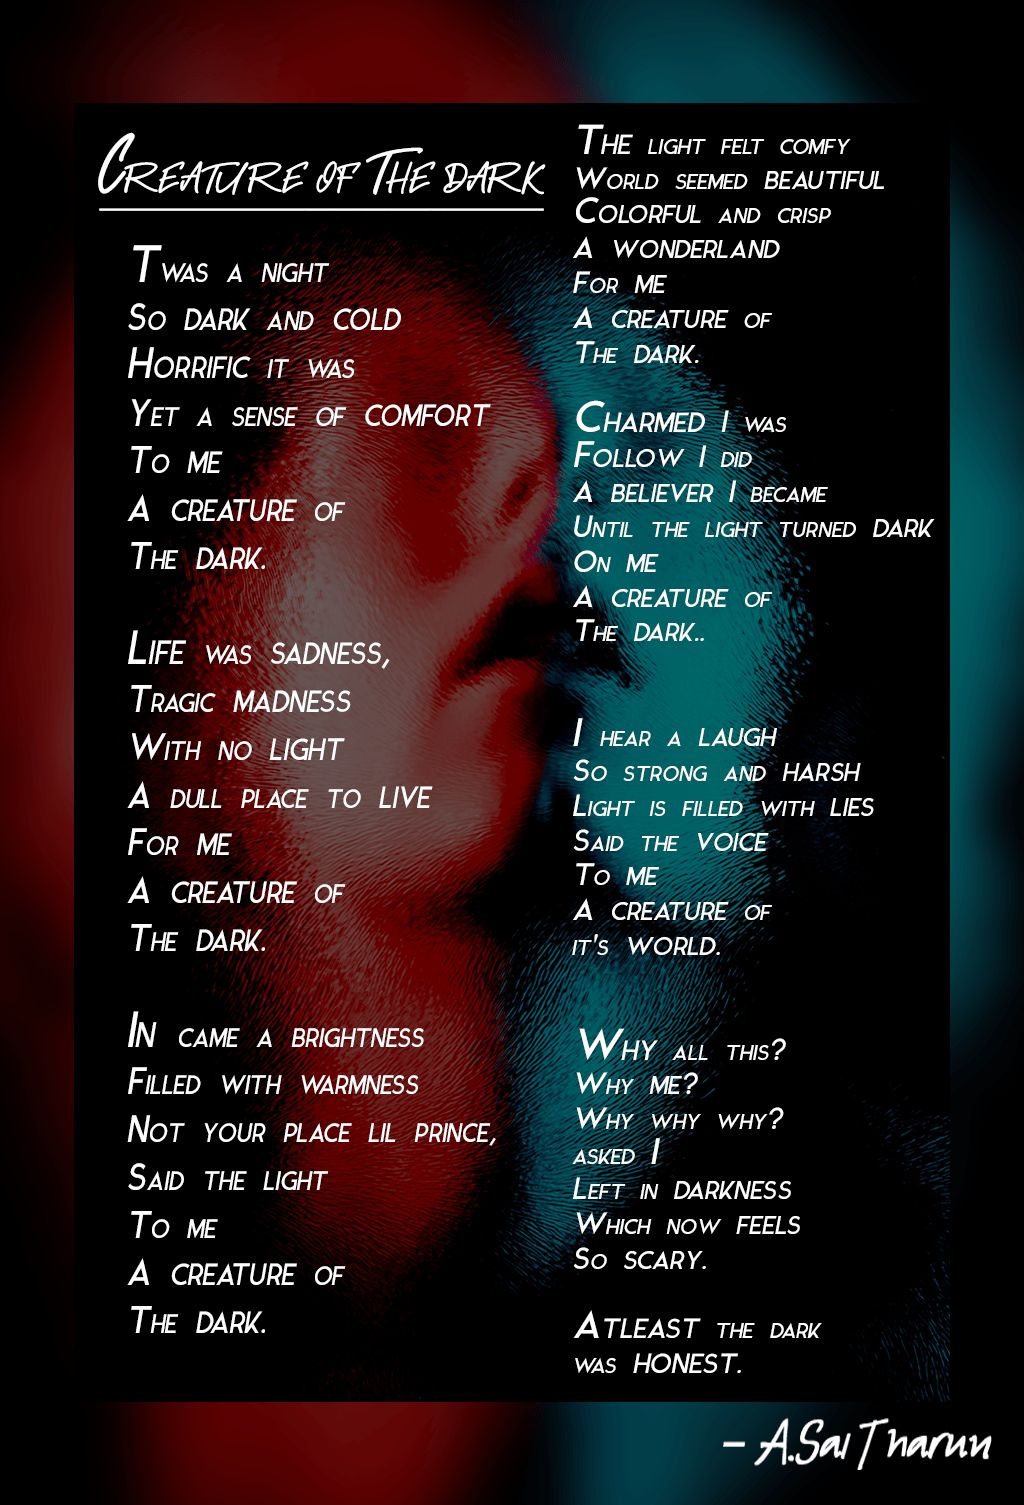 Creature of The dark
Twas a night
So dark and cold
Horrific it was
Yet a sense of comfort
To me
A creature of
The dark.
Life was sadness,
Tragic madness
With no light
A dull place to live
For me
A creature of
The dark.
In came a brightness
Filled with warmness
Not your place lil prince,
Said the light
To me
A creature of
The dark.
The light felt comfy
World seemed beautiful
Colorful and crisp
A wonderland
For me
A creature of
The dark.
Charmed I was
Follow I did
A believer I became
Until the light turned dark
On me
A creature of
The dark..
I hear a laugh
So strong and harsh
Light is filled with lies
Said the voice
To me
A creature of
it's world.
Why all this?
Why me?
Why why why?
asked I
Left in darkness
Which now feels
So scary.
Atleast the dark
was honest.
- A.Sai Tharun